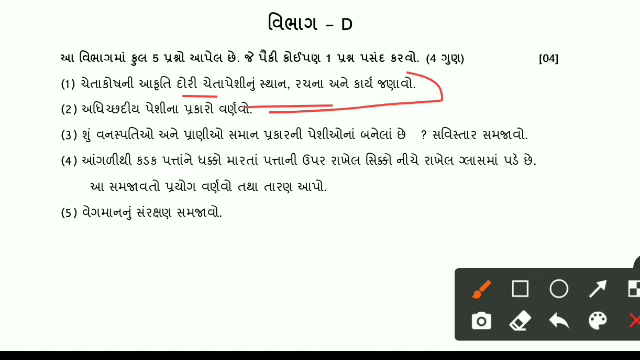 વિભાગ – D
આ વિભાગમાં કુલ 5 પ્રશ્નો આપેલ છે. જે પૈકી કોઈપણ 1 પ્રશ્ન પસંદ કરવો. (4 ગુણ) [04]
(1) ચેતાકોષની આકૃતિ દોરી ચેતાપેશીનું સ્થાન, રચના અને કાર્ય જણાવો.
(2) અધિચ્છદીય પેશીના પ્રકારો વર્ણવો.
(3) શું વનસ્પતિઓ અને પ્રાણીઓ સમાન પ્રકારની પેશીઓનાં બનેલાં છે ? સવિસ્તાર સમજાવો.
(4) આંગળીથી કડક પત્તાંને ધક્કો મારતાં પત્તાની ઉપર રાખેલ સિક્કો નીચે રાખેલ ગ્લાસમાં પડે છે.
આ સમજાવતો પ્રયોગ વર્ણવો તથા તારણ આપો.
(5) વેગમાનનું સંરક્ષણ સમજાવો.